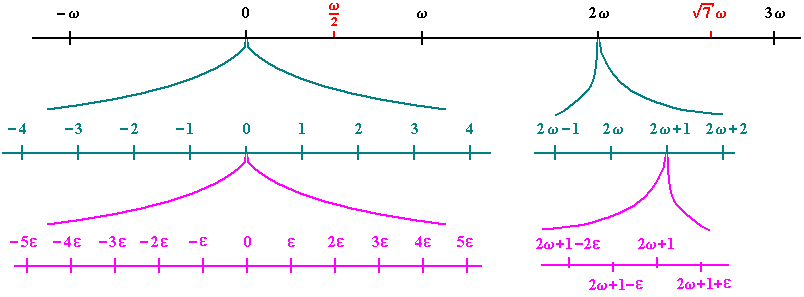 −ω 0 ω/2 ω 2ω √7ω 3ω
−4 −3 −2 −1 0 1 2 3 4 2ω−1 2ω 2ω+1 2ω+2
−5ε −4ε −3ε −2ε −ε 0 ε 2ε 3ε 4ε 5ε 2ω+1−2ε 2ω+1
2ω+1−ε 2ω+1+ε